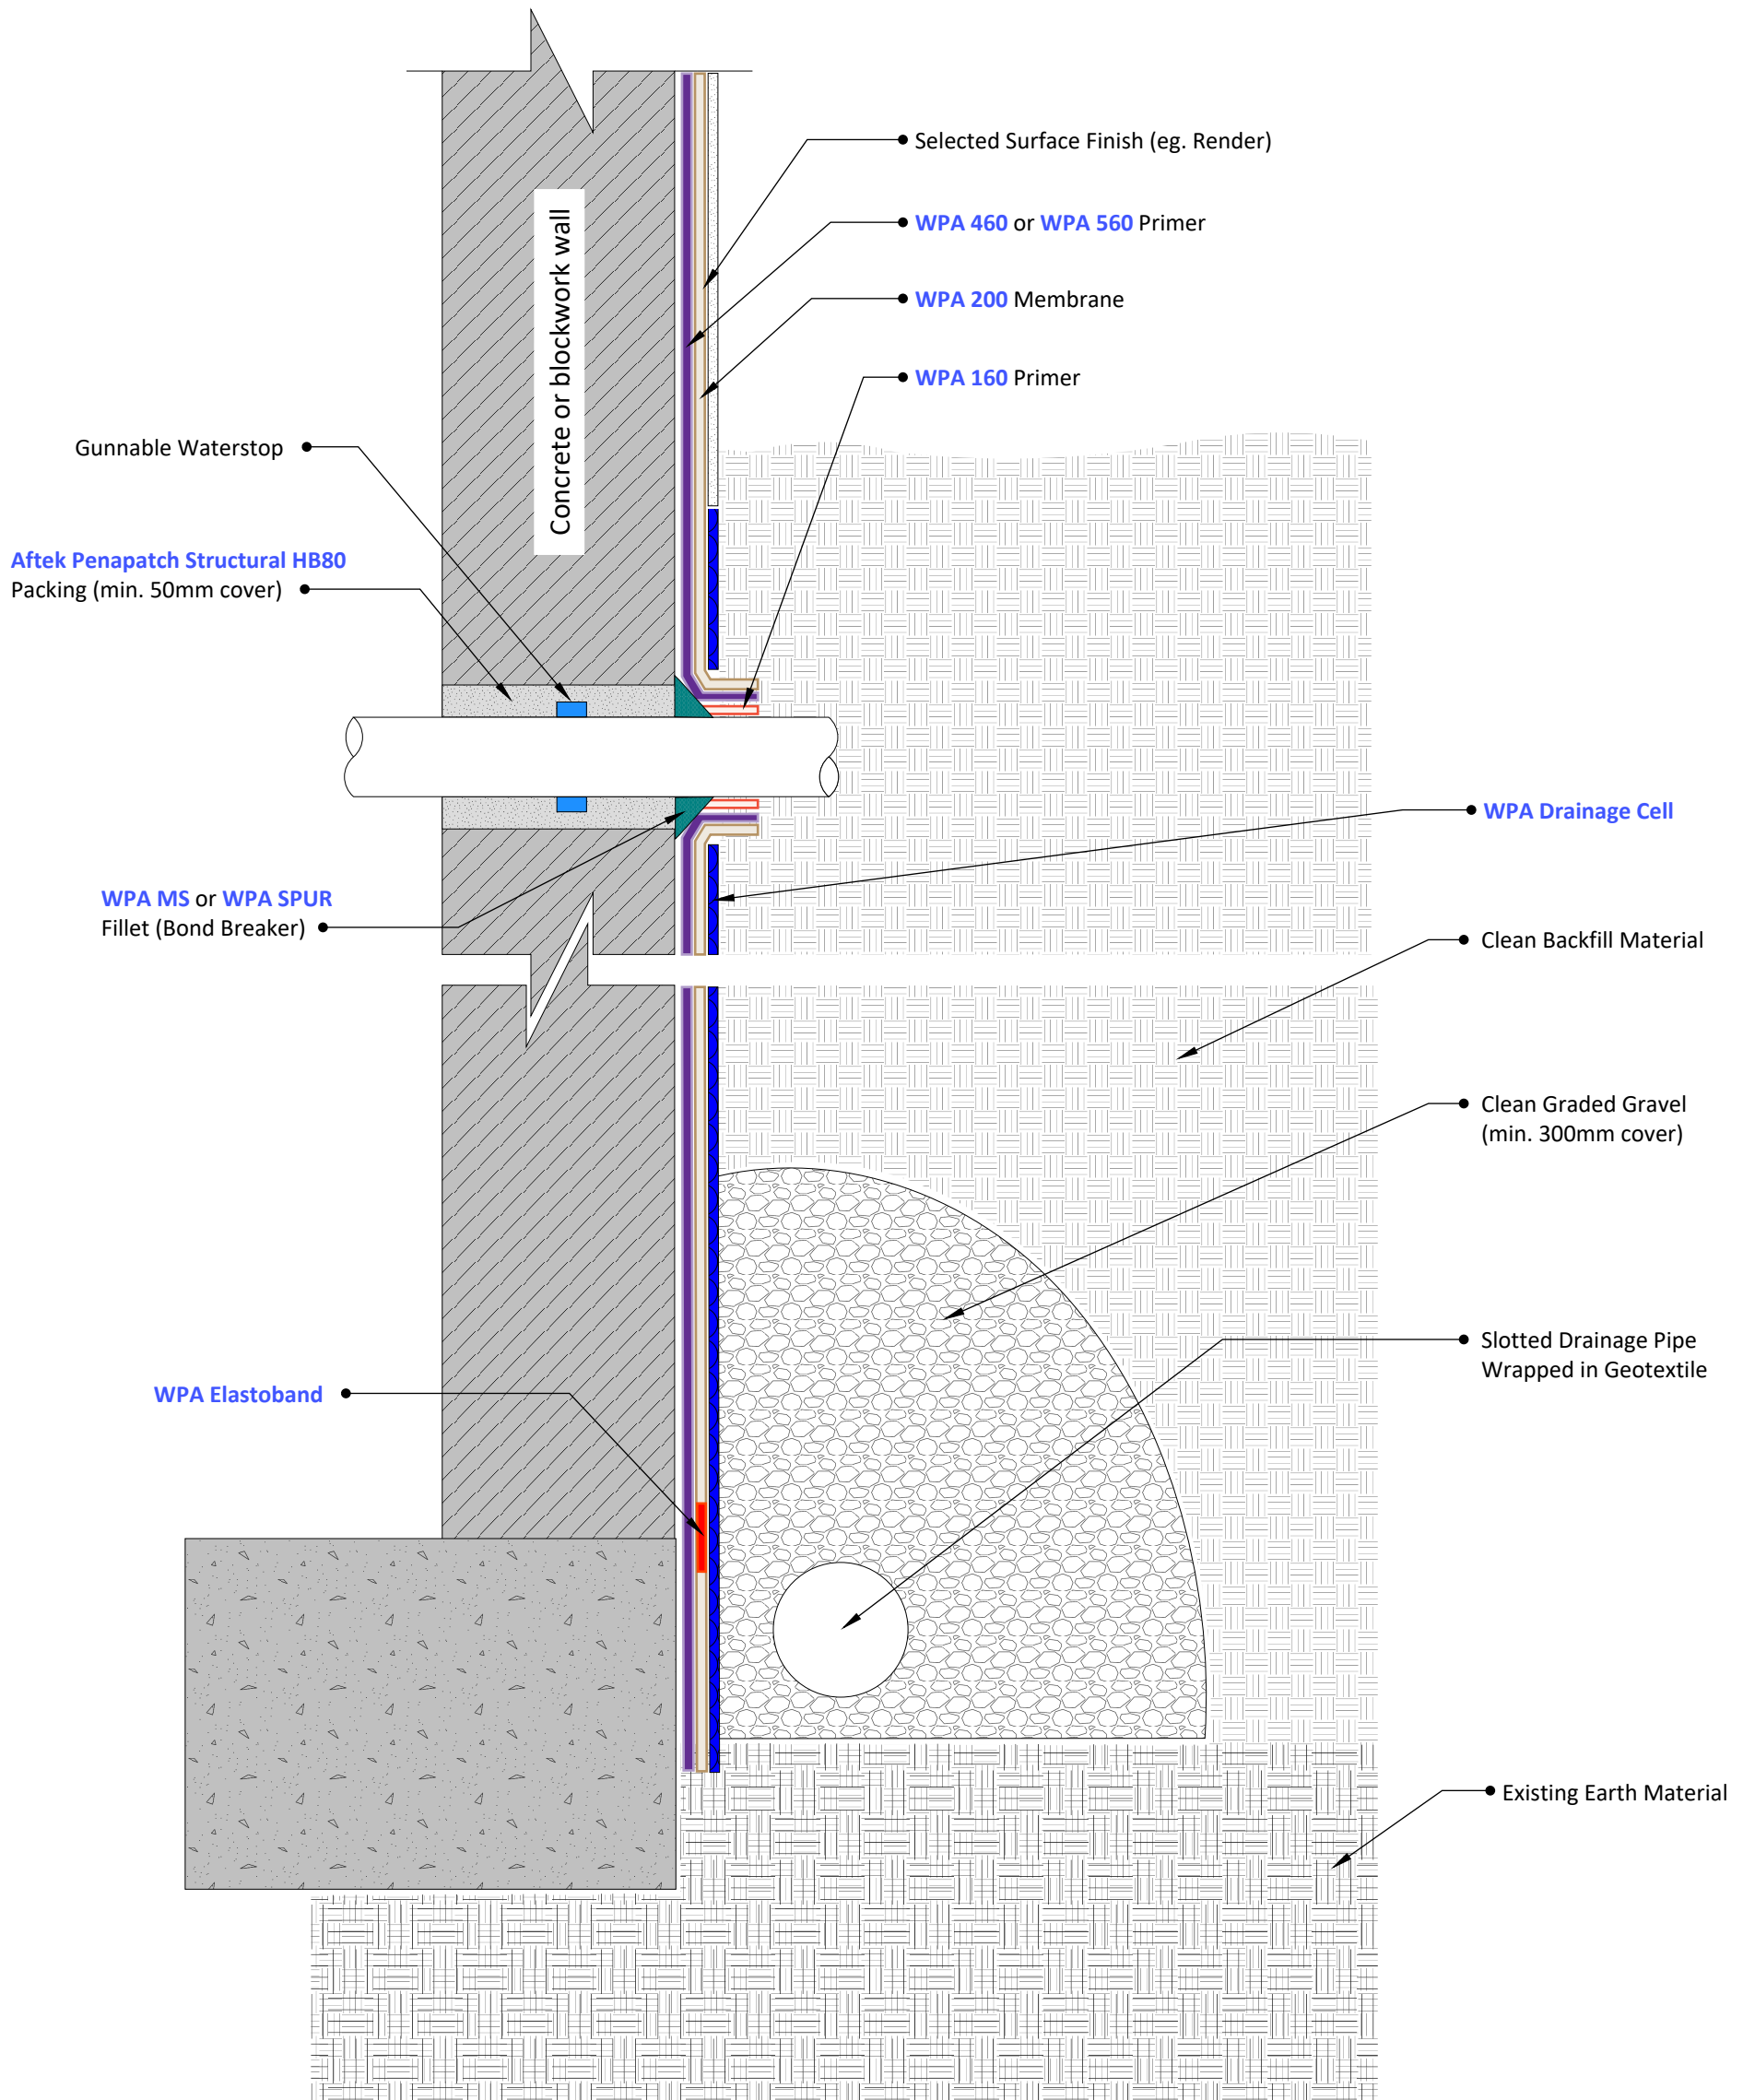 Selected Surface Finish (eg. Render)
WPA 460 or WPA 560 Primer
WPA 200 Membrane
WPA 160 Primer
Concrete or blockwork wall
Gunnable Waterstop
Aftek Penapatch Structural HB80
Packing (min. 50mm cover)
WPA Drainage Cell
WPA MS or WPA SPUR
Fillet (Bond Breaker)
Clean Backfill Material
Clean Graded Gravel
(min. 300mm cover)
Slotted Drainage Pipe
Wrapped in Geotextile
WPA Elastoband
Existing Earth Material